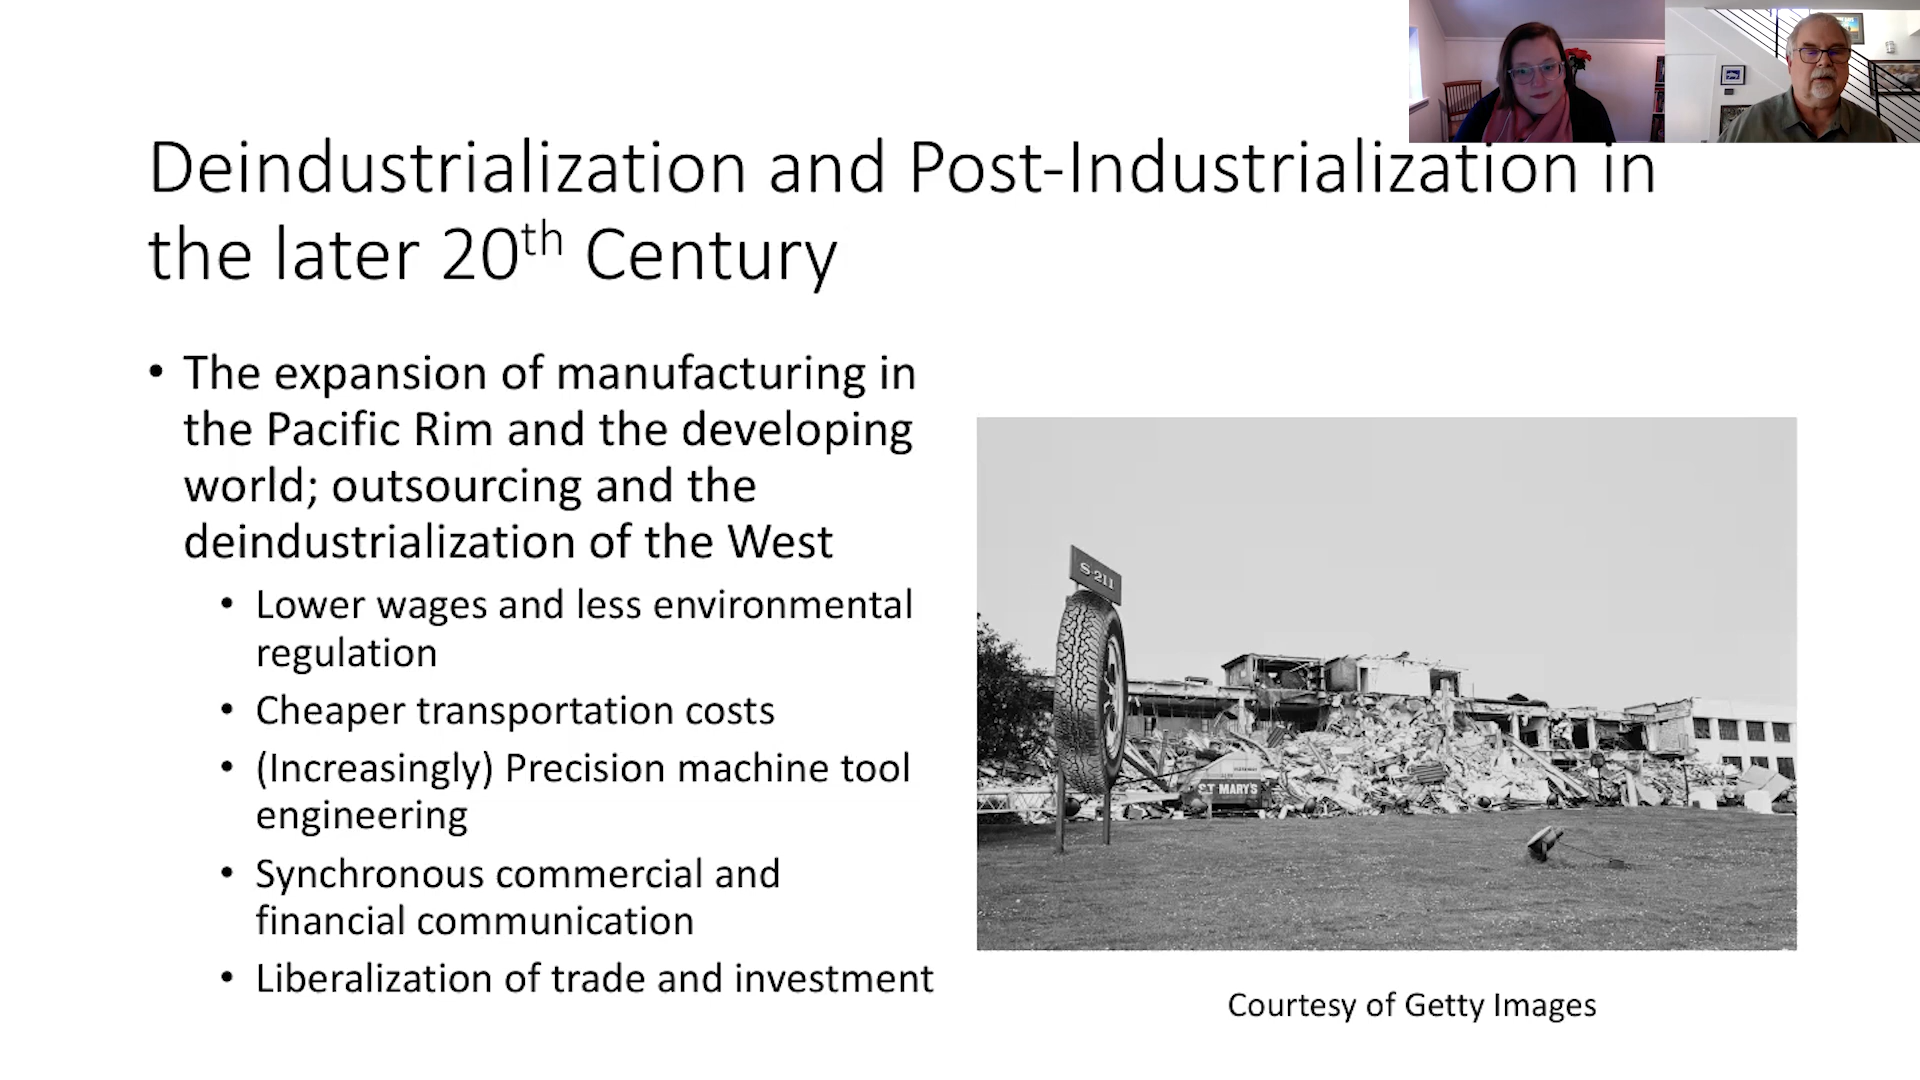 Deindustrialization and Post-Industrialization in
the later 20th Century
• The expansion of manufacturing in
the Pacific Rim and the developing
world; outsourcing and the
deindustrialization of the West
• Lower wages and less environmental
regulation
• Cheaper transportation costs
• (Increasingly) Precision machine tool
engineering
• Synchronous commercial and
financial communication
• Liberalization of trade and investment
S-211
ST MARY'S
Courtesy of Getty Images